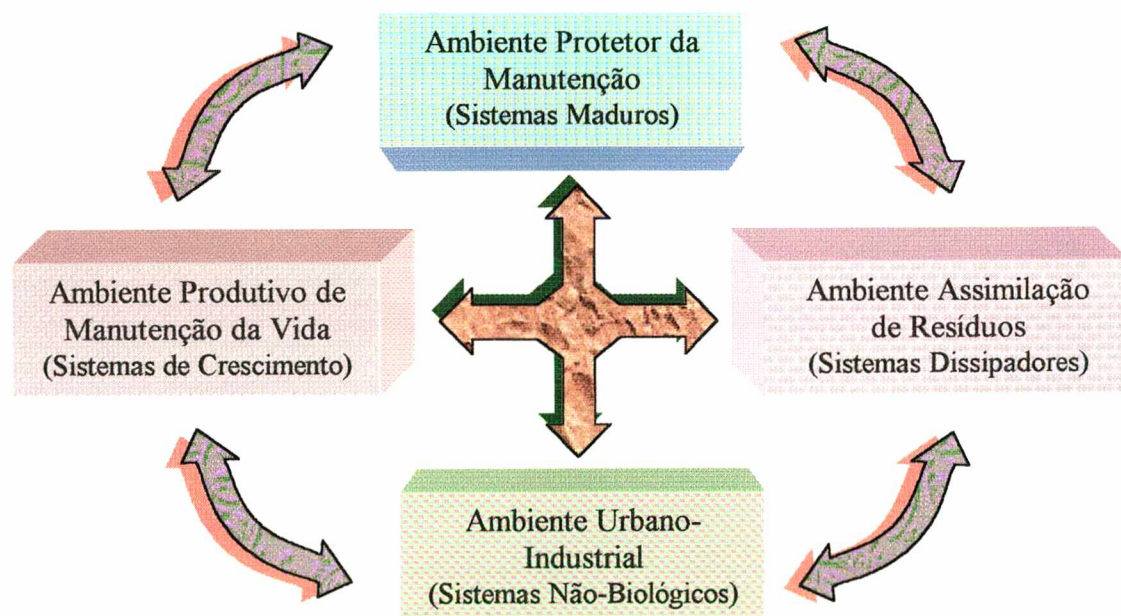 Ambiente Protetor da
Manutenção
(Sistemas Maduros)
Ambiente Produtivo de
Manutenção da Vida
(Sistemas de Crescimento)
Ambiente Assimilação
de Resíduos
(Sistemas Dissipadores)
Ambiente Urbano-
Industrial
(Sistemas Não-Biológicos)